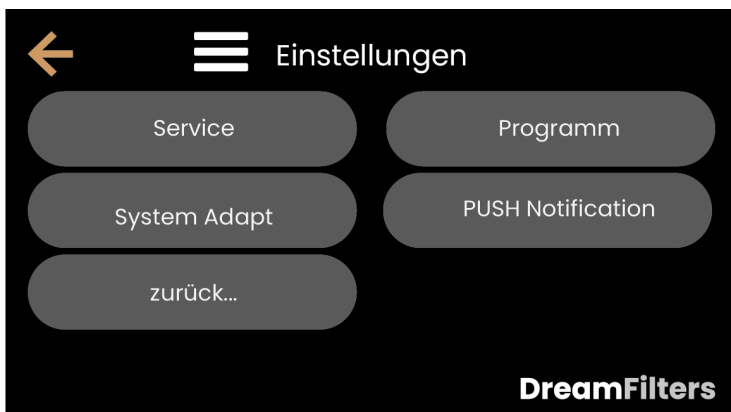 Einstellungen
Service
Programm
System Adapt
PUSH Notification
zurück...
DreamFilters